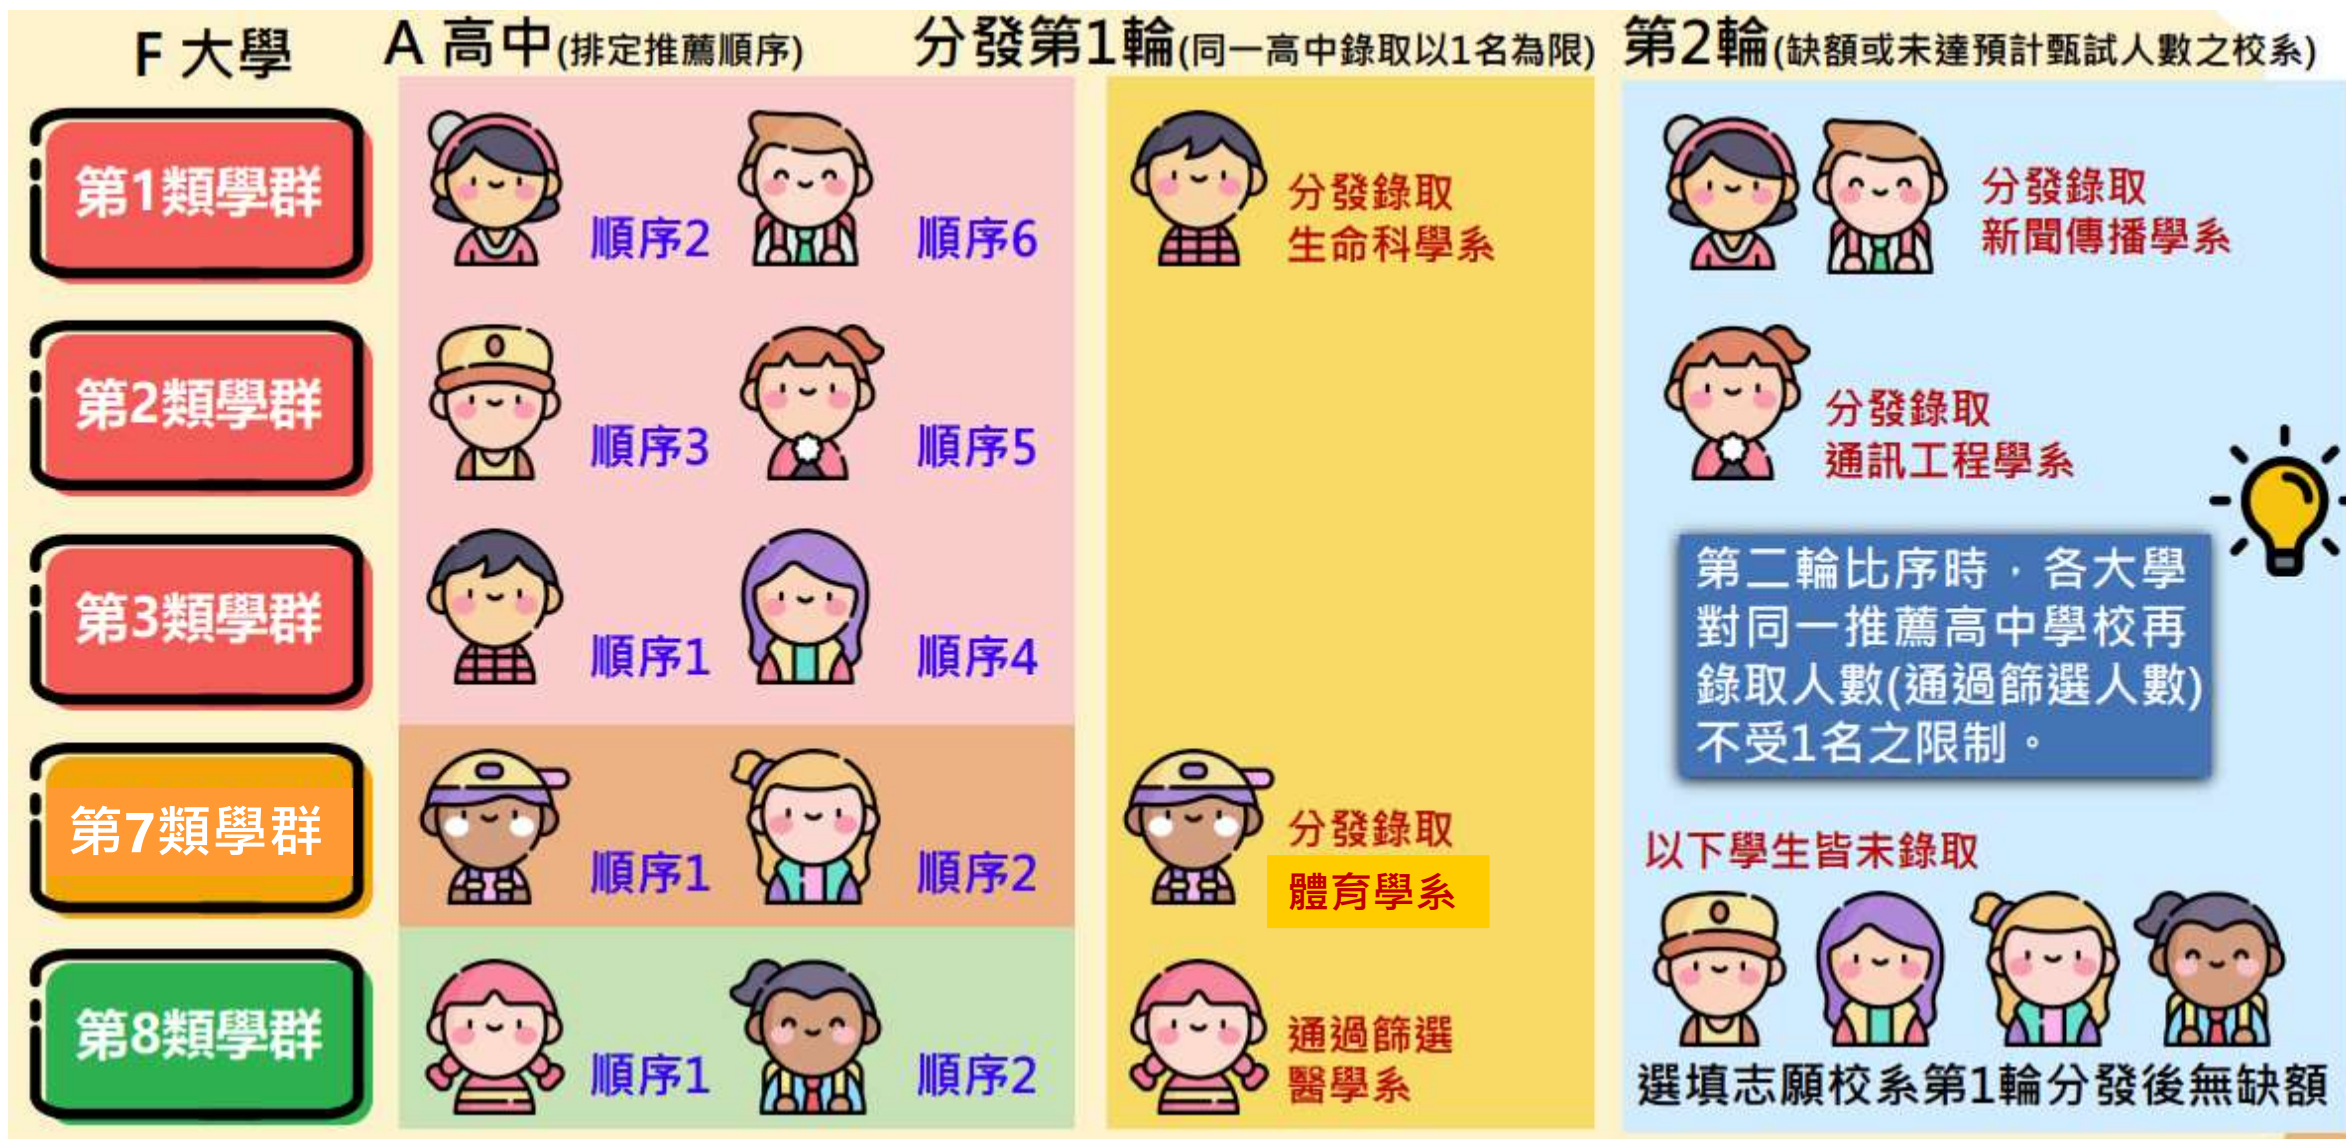 F 大學
A 高中(排定推薦順序)
分發第1輪(同一高中錄取以1名為限)
第2輪(缺額或未達預計甄試人數之校系)
第1類學群
順序2
順序6
分發錄取
生命科學系
分發錄取
新聞傳播學系
第2類學群
順序3
順序5
分發錄取
通訊工程學系
第3類學群
順序1
順序4
第二輪比序時，各大學
對同一推薦高中學校再
錄取人數(通過篩選人數)
不受1名之限制。
第7類學群
順序1
順序2
分發錄取
體育學系
以下學生皆未錄取
第8類學群
順序1
順序2
通過篩選
醫學系
選填志願校系第1輪分發後無缺額